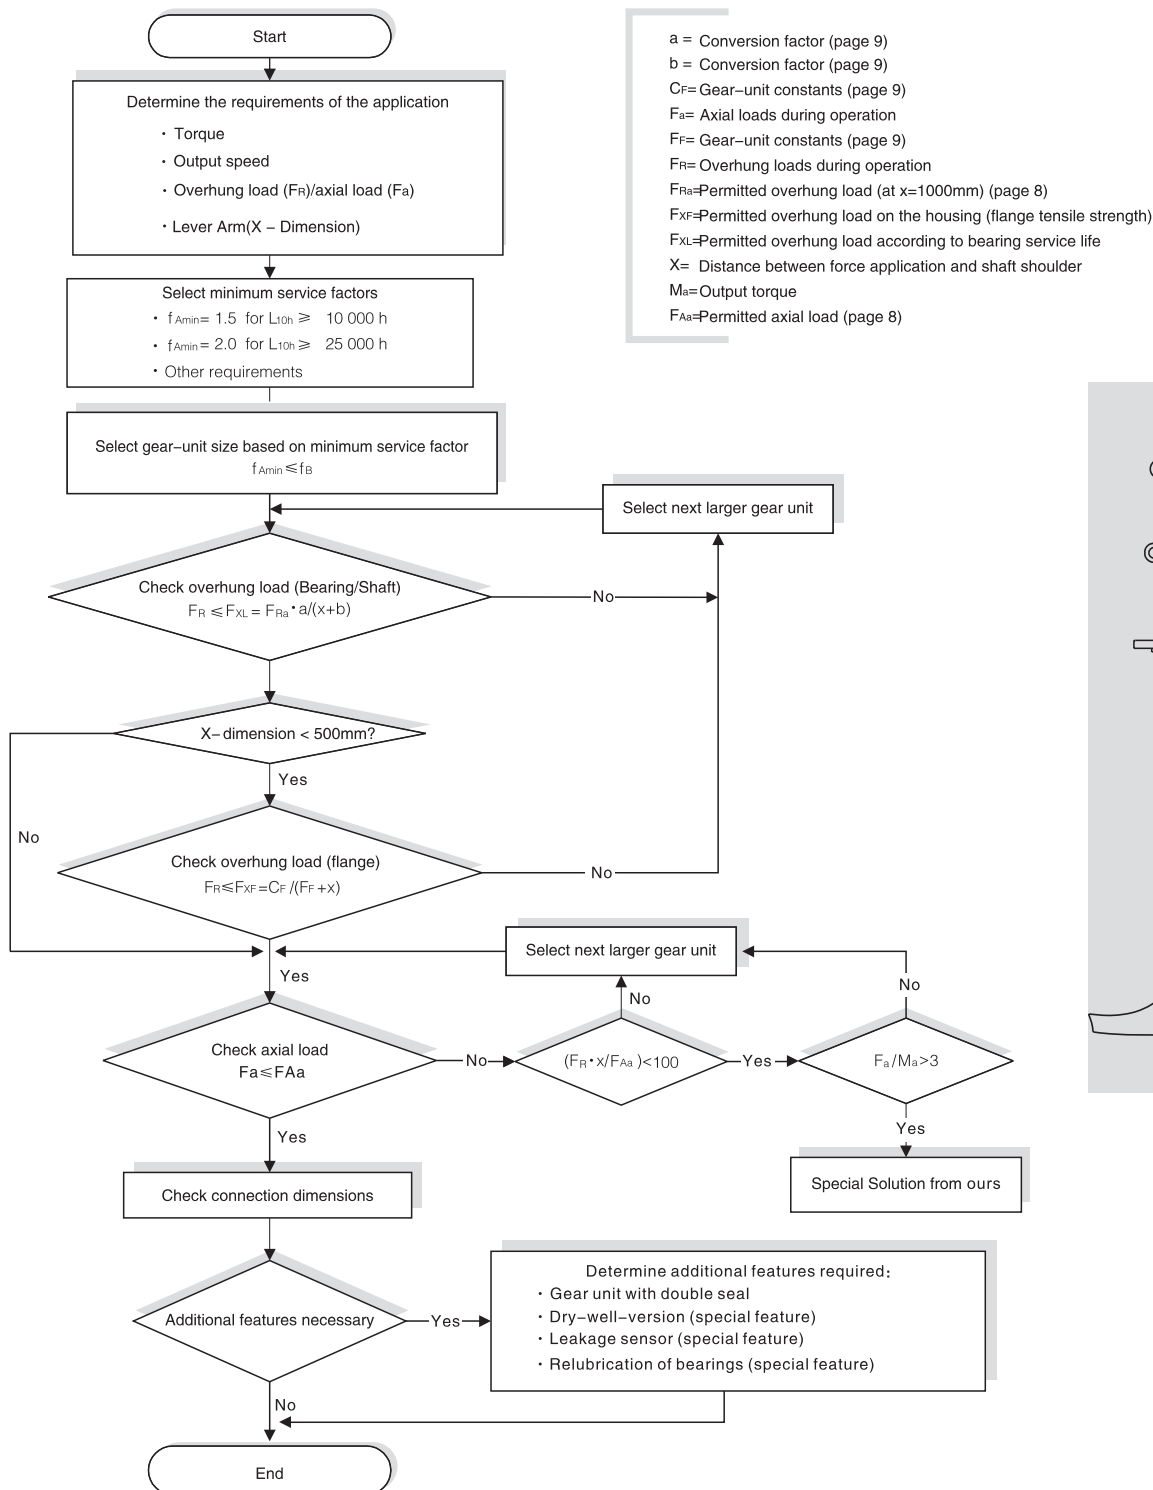 Start
Determine the requirements of the application
· Torque
· Output speed
· Overhung load (FR)/axial load (Fa)
· Lever Arm(X – Dimension)
Select minimum service factors
· fAmin= 1.5 for L10h ⩾ 10 000 h
· fAmin= 2.0 for L10h ⩾ 25 000 h
· Other requirements
Select gear–unit size based on minimum service factor
fAmin⩽fB
a = Conversion factor (page 9)
b = Conversion factor (page 9)
CF= Gear–unit constants (page 9)
Fa= Axial loads during operation
FF= Gear–unit constants (page 9)
FR= Overhung loads during operation
FRa=Permitted overhung load (at x=1000mm) (page 8)
FXF=Permitted overhung load on the housing (flange tensile strength)
FXL=Permitted overhung load according to bearing service life
X= Distance between force application and shaft shoulder
Ma=Output torque
FAa=Permitted axial load (page 8)
Select next larger gear unit
Check overhung load (Bearing/Shaft)
FR ⩽FXL= FRa·a/(x+b)
No
X– dimension < 500mm?
Yes
No
Check overhung load (flange)
FR⩽FXF=CF /(FF +x)
No
Select next larger gear unit
Yes
No
No
Check axial load
Fa⩽FAa
No
(FR·x/FAa )<100
Yes
Fa /Ma>3
Yes
Yes
Special Solution from ours
Check connection dimensions
Additional features necessary
Yes
Determine additional features required:
· Gear unit with double seal
· Dry–well–version (special feature)
· Leakage sensor (special feature)
· Relubrication of bearings (special feature)
No
End